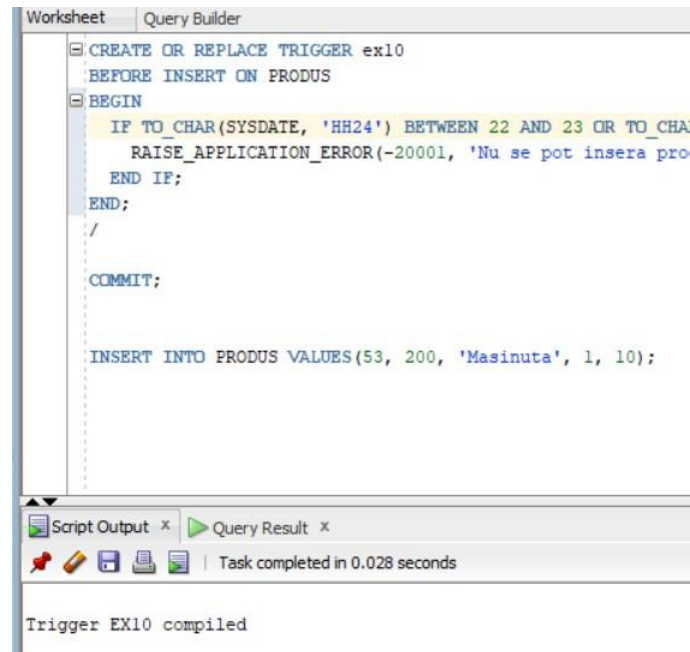 Worksheet Query Builder
CREATE OR REPLACE TRIGGER ex10
BEFORE INSERT ON PRODUS
BEGIN
IF TO_CHAR(SYSDATE, 'HH24') BETWEEN 22 AND 23 OR
RAISE_APPLICATION_ERROR(-20001, 'Nu se pot insera
END IF;
END;
/
COMMIT;
INSERT INTO PRODUS VALUES(53, 200, 'Masinuta', 1, 10);
Script Output x Query Result x
Task completed in 0.028 seconds
Trigger EX10 compiled